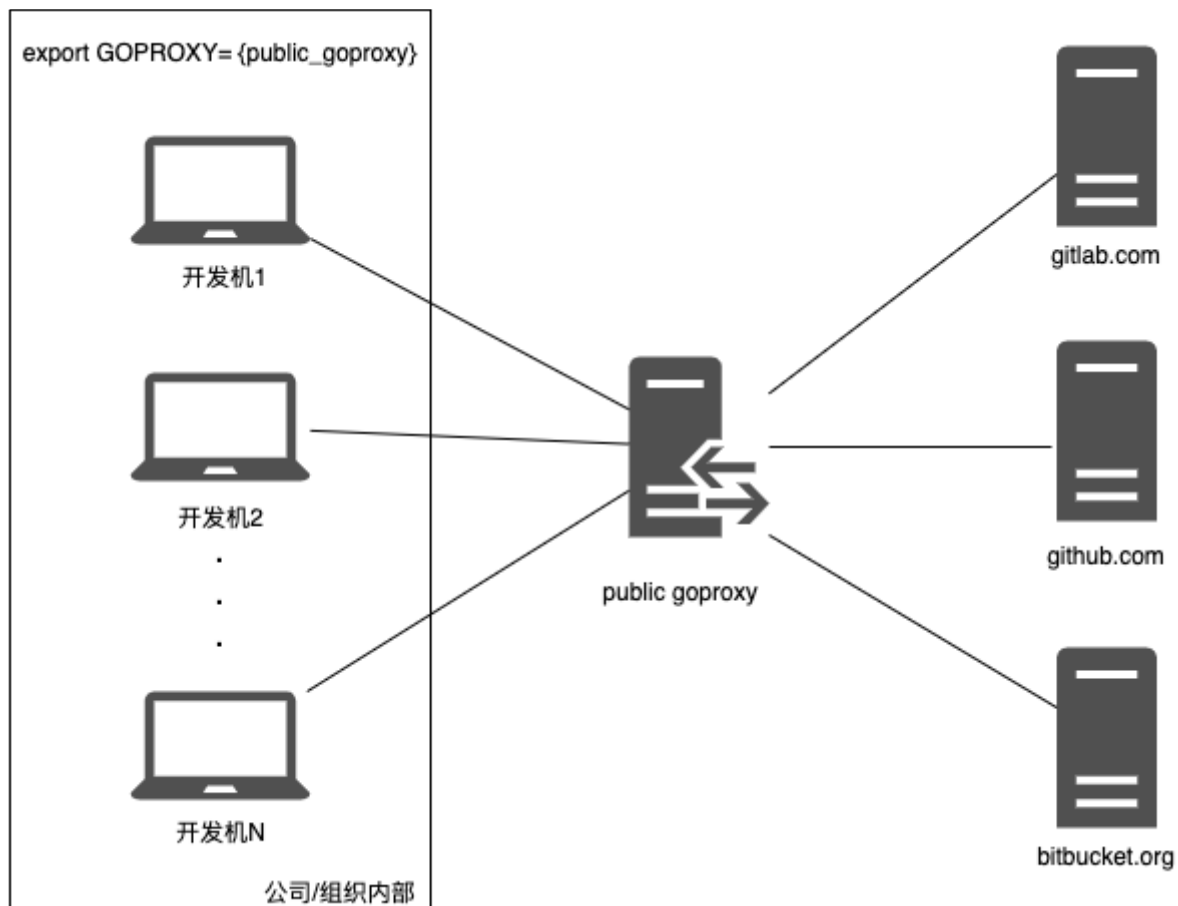 export GOPROXY= {public_goproxy}
开发机1
开发机2
开发机N
公司/组织内部
public goproxy
gitlab.com
github.com
bitbucket.org